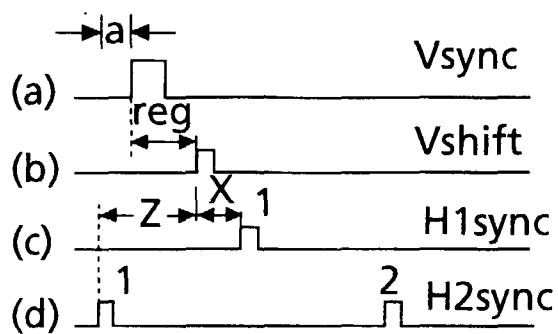 a
Vsync
(a)
reg
Vshift
(b)
Z X 1
H1sync
(c)
1 2 H2sync
(d)